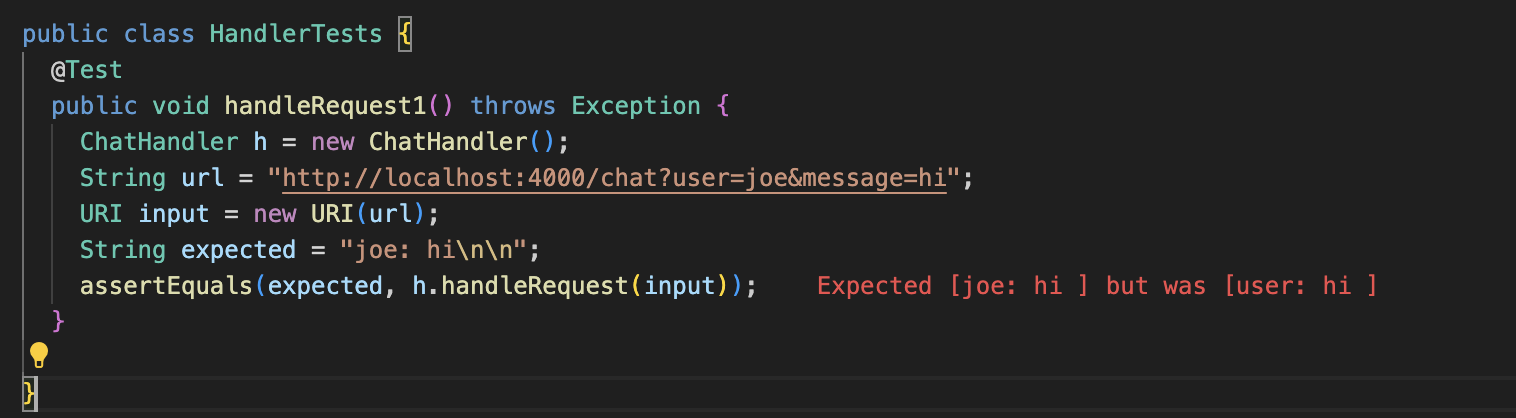 public class HandlerTests {
  @Test
  public void handleRequest1() throws Exception {
    ChatHandler h = new ChatHandler();
    String url = "http://localhost:4000/chat?user=joe&message=hi";
    URI input = new URI(url);
    String expected = "joe: hi\n\n";
    assertEquals(expected, h.handleRequest(input));    Expected [joe: hi ] but was [user: hi ]
  }
}